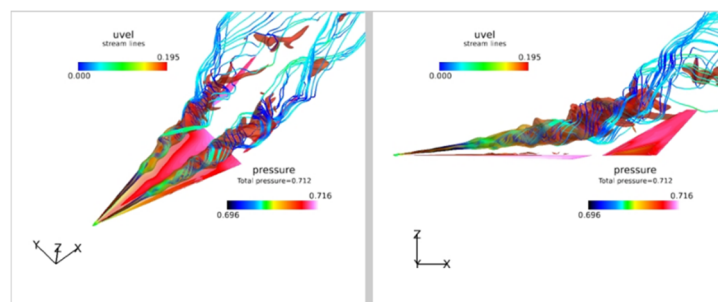 uvel
stream lines
0.195
0.000
pressure
Total pressure=0.712
0.716
0.696
Y Z X
uvel
stream lines
0.195
0.000
pressure
Total pressure=0.712
0.716
0.696
Z
Y X